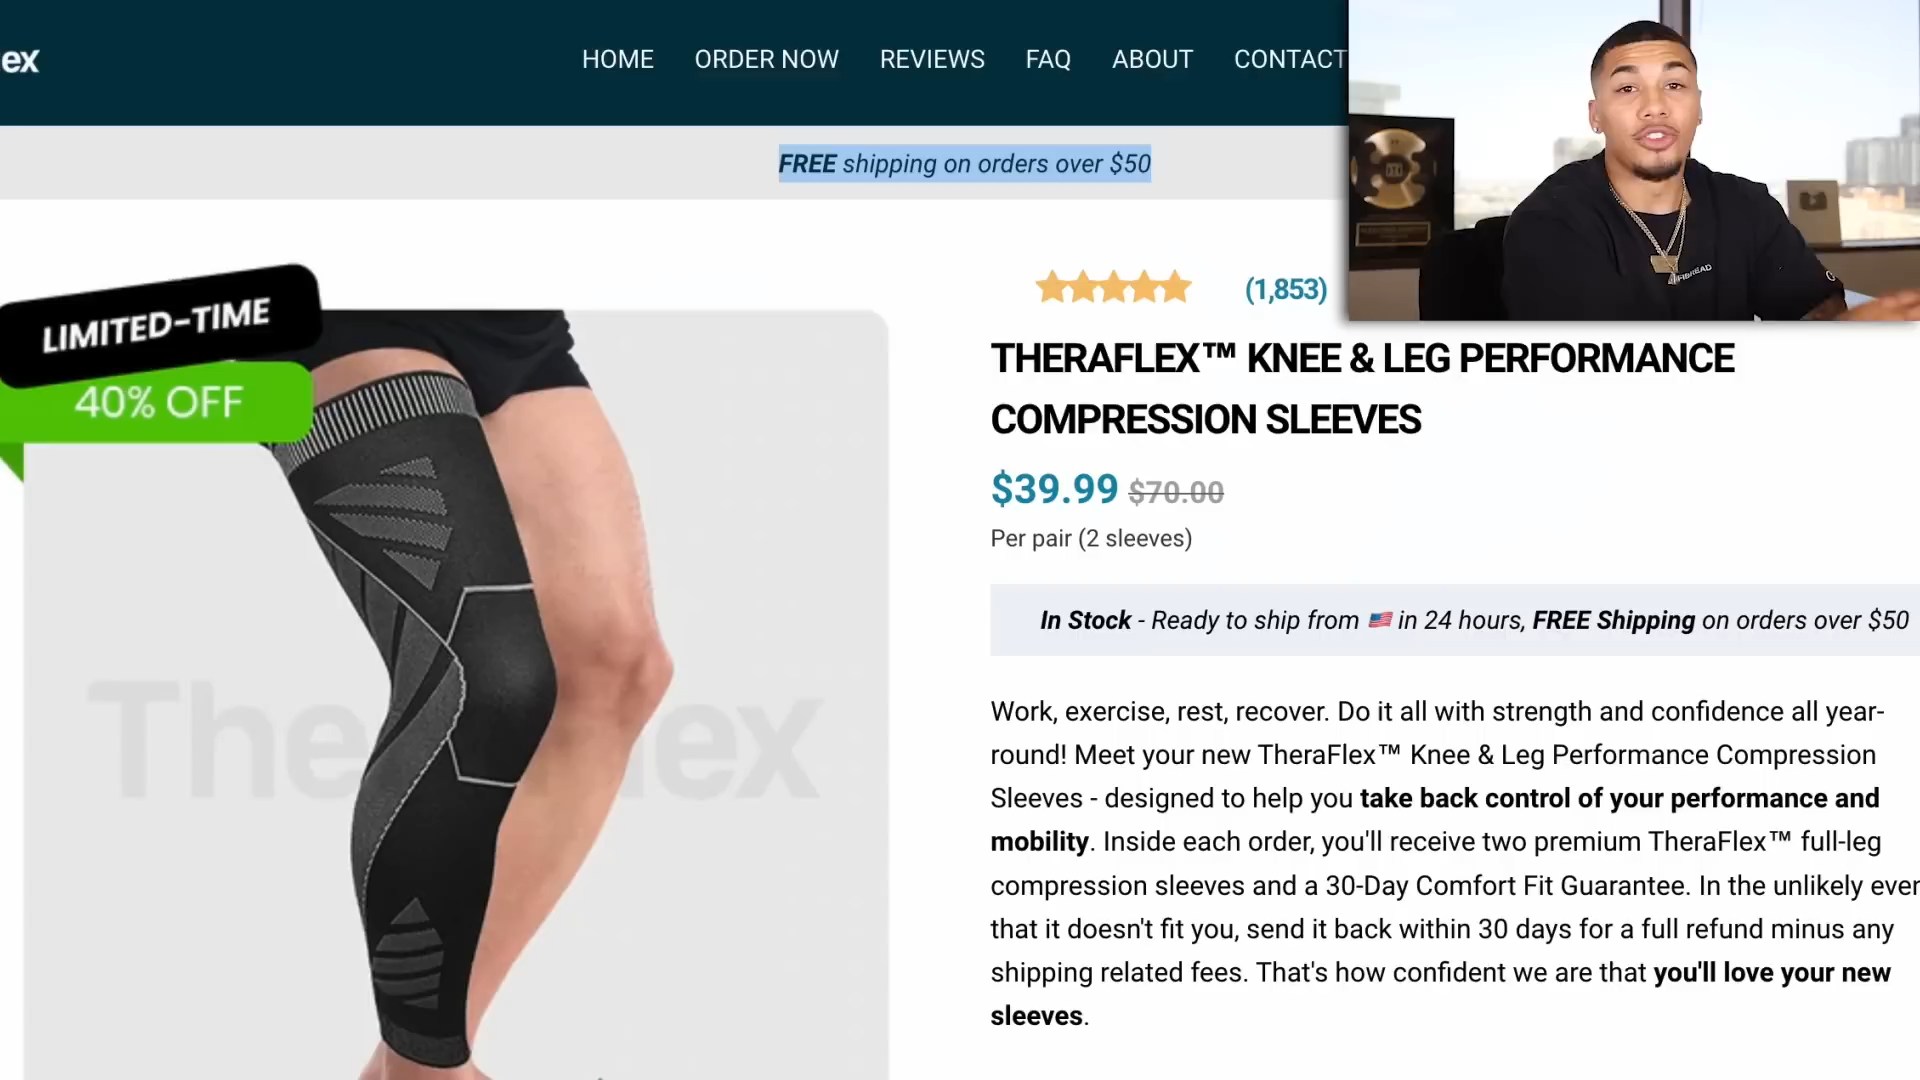 ex
HOME ORDER NOW REVIEWS FAQ ABOUT CONTACT
FREE shipping on orders over $50
LIMITED-TIME
40% OFF
(1,853)
THERAFLEX™ KNEE & LEG PERFORMANCE
COMPRESSION SLEEVES
$39.99 $70.00
Per pair (2 sleeves)
In Stock - Ready to ship from 🇺🇸 in 24 hours, FREE Shipping on orders over $50
Work, exercise, rest, recover. Do it all with strength and confidence all year-
round! Meet your new TheraFlex™ Knee & Leg Performance Compression
Sleeves - designed to help you take back control of your performance and
mobility. Inside each order, you'll receive two premium TheraFlex™ full-leg
compression sleeves and a 30-Day Comfort Fit Guarantee. In the unlikely even
that it doesn't fit you, send it back within 30 days for a full refund minus any
shipping related fees. That's how confident we are that you'll love your new
sleeves.